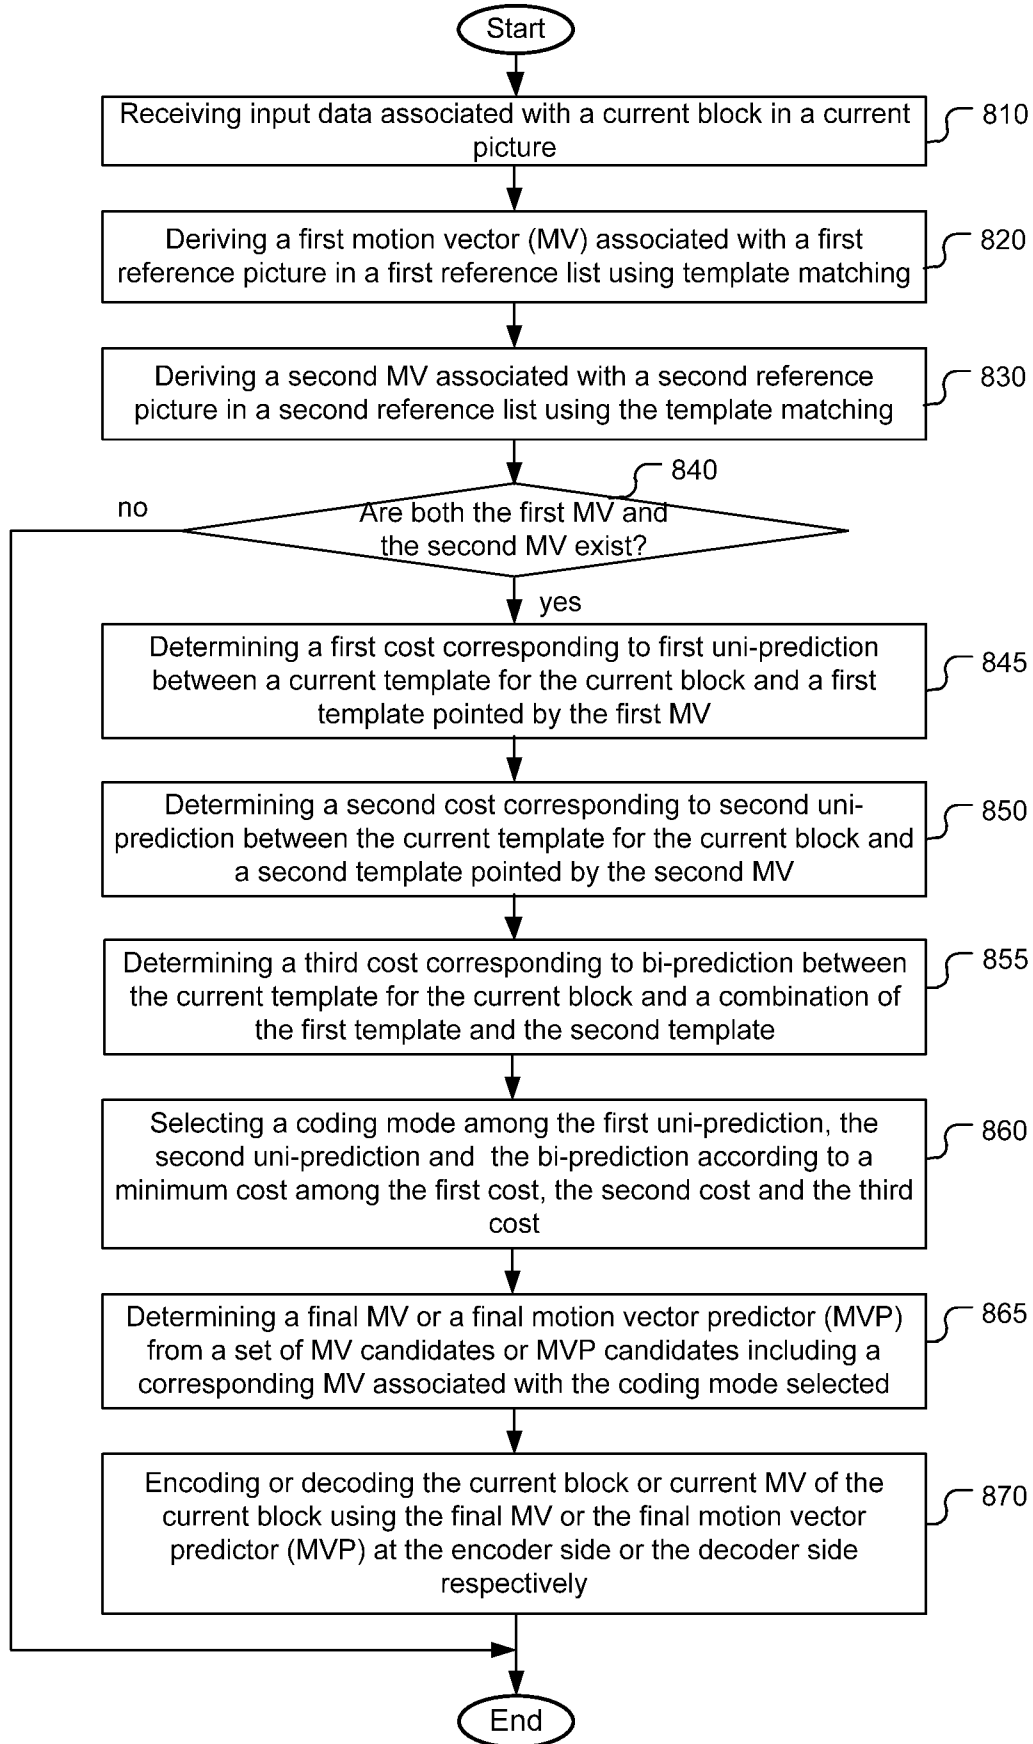 Start
Receiving input data associated with a current block in a current
picture
810
Deriving a first motion vector (MV) associated with a first
reference picture in a first reference list using template matching
820
Deriving a second MV associated with a second reference
picture in a second reference list using the template matching
830
840
no
Are both the first MV and
the second MV exist?
yes
Determining a first cost corresponding to first uni-prediction
between a current template for the current block and a first
template pointed by the first MV
845
Determining a second cost corresponding to second uni-
prediction between the current template for the current block and
a second template pointed by the second MV
850
Determining a third cost corresponding to bi-prediction between
the current template for the current block and a combination of
the first template and the second template
855
Selecting a coding mode among the first uni-prediction, the
second uni-prediction and  the bi-prediction according to a
minimum cost among the first cost, the second cost and the third
cost
860
Determining a final MV or a final motion vector predictor (MVP)
from a set of MV candidates or MVP candidates including a
corresponding MV associated with the coding mode selected
865
Encoding or decoding the current block or current MV of the
current block using the final MV or the final motion vector
predictor (MVP) at the encoder side or the decoder side
respectively
870
End